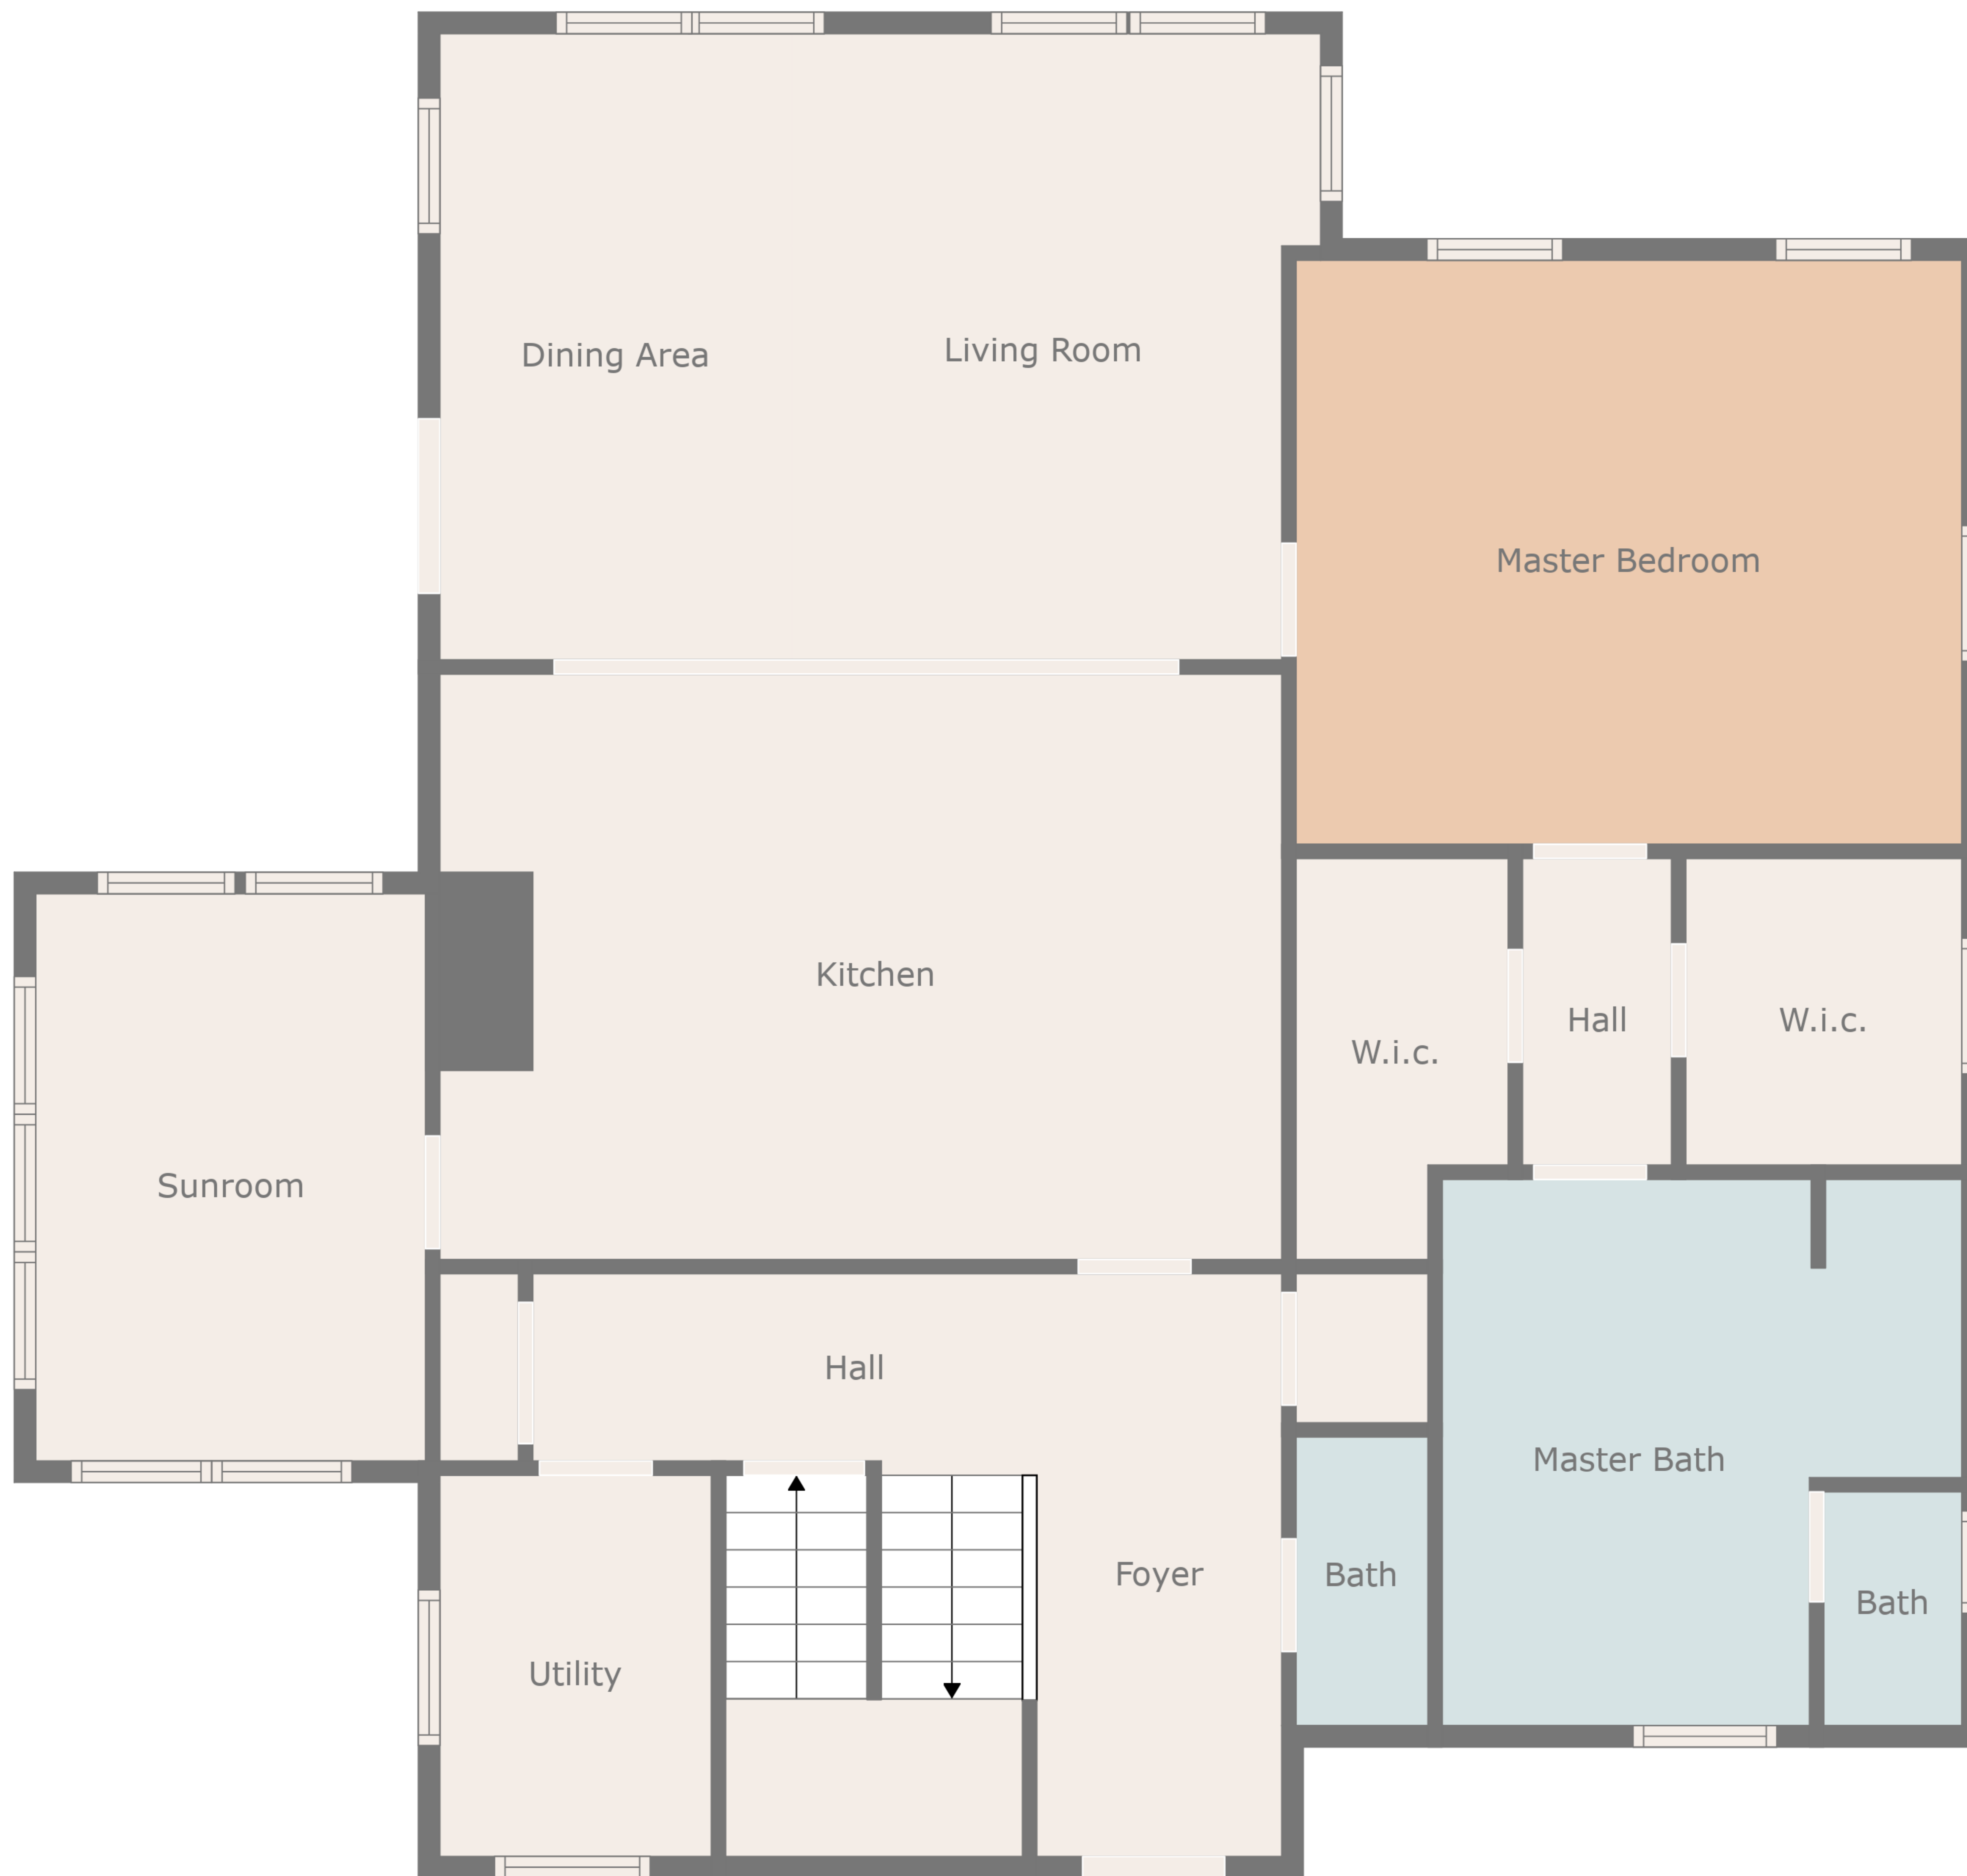 Dining Area
Living Room
Master Bedroom
Kitchen
W.i.c.
Hall
W.i.c.
Sunroom
Hall
Master Bath
Foyer
Bath
Bath
Utility